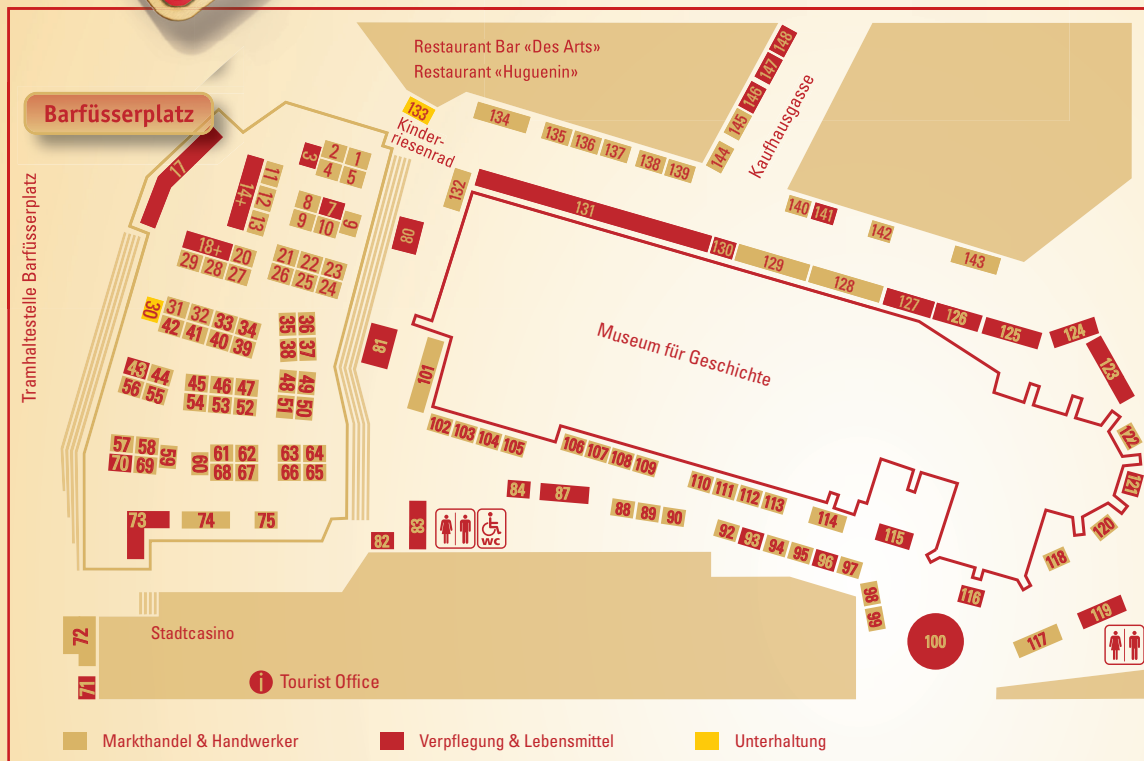 Restaurant Bar «Des Arts»
Restaurant «Huguenin»
Barfüsserplatz
Tramhaltestelle Barfüsserplatz
Kinder-
riesenrad
Kaufhausgasse
Museum für Geschichte
148
147
146
145
144
133
134
135 136 137 138 139
132
131
130
129
128
127
126
125
124
123
122
121
120
118
119
117
116
115
114
140 141
142
143
17
3 2 1
4 5
14+
11
12
13
8 7 9
9 10
18+ 20
29 28 27
21 22 23
26 25 24
30
31 32 33 34
42 41 40 39
35 36
38 37
43 44
56 55
45 46 47
54 53 52
48 49
51 50
57 58
70 69
59
60
61 62
68 67
63 64
66 65
73
74
75
80
81
101
102 103 104 105
106 107 108 109
110 111 112 113
84 87
88 89 90
92 93 94 95 96 97
98
99
100
82
83
WC
72
71
Stadtcasino
i Tourist Office
Markthandel & Handwerker
Verpflegung & Lebensmittel
Unterhaltung